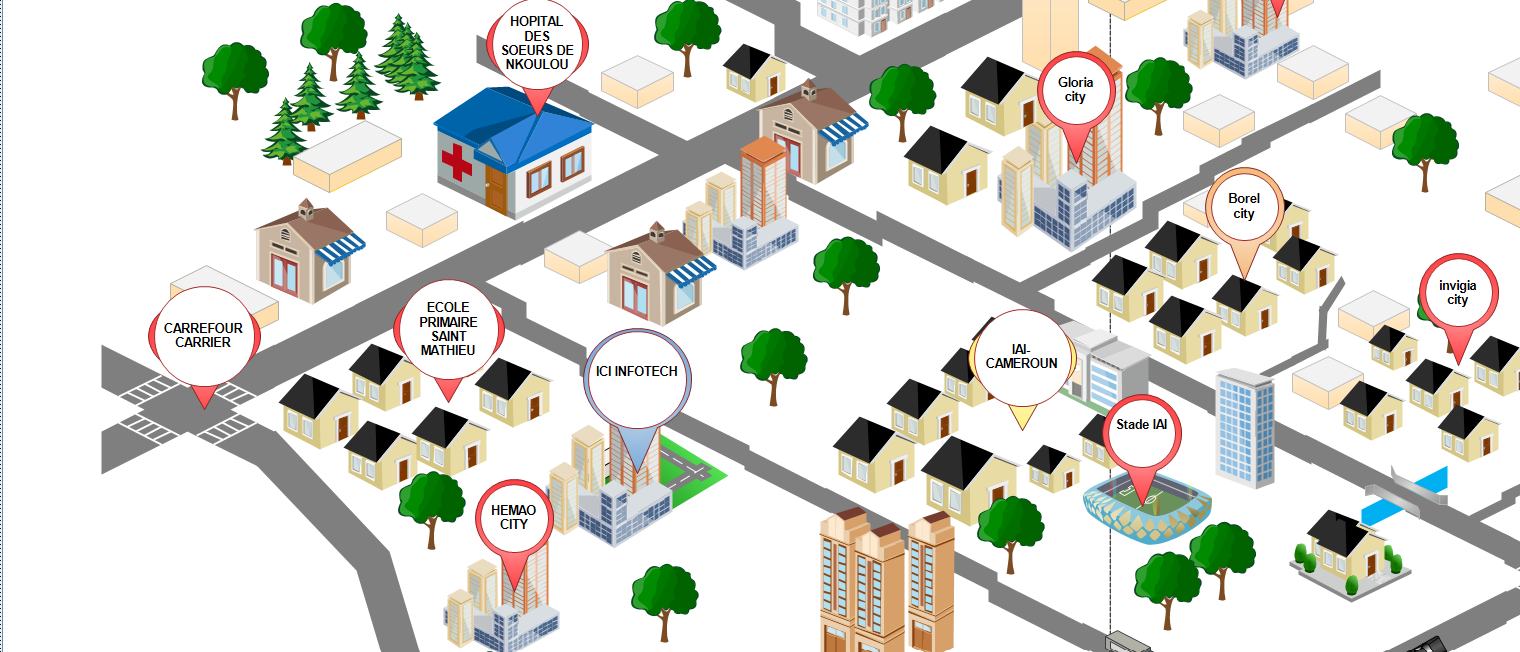 HOPITAL
DES
SOEURS DE
NKOULOU
Gloria
city
Borel
city
invigia
city
CARREFOUR
CARRIER
ECOLE
PRIMAIRE
SAINT
MATHIEU
ICI INFOTECH
IAI-
CAMEROUN
Stade IAI
HEMAO
CITY